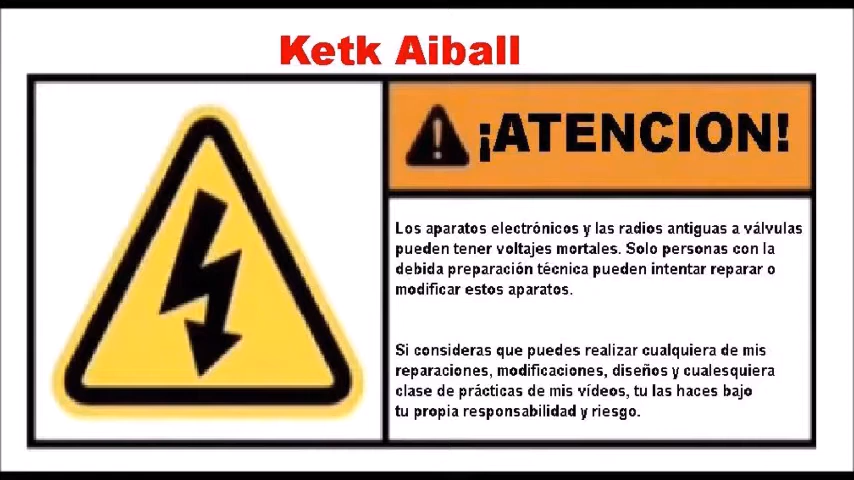 Ketk Aiball
¡ATENCION!
Los aparatos electrónicos y las radios antiguas a válvulas
pueden tener voltajes mortales. Solo personas con la
debida preparación técnica pueden intentar reparar o
modificar estos aparatos.
Si consideras que puedes realizar cualquiera de mis
reparaciones, modificaciones, diseños y cualesquiera
clase de prácticas de mis vídeos, tu las haces bajo
tu propia responsabilidad y riesgo.